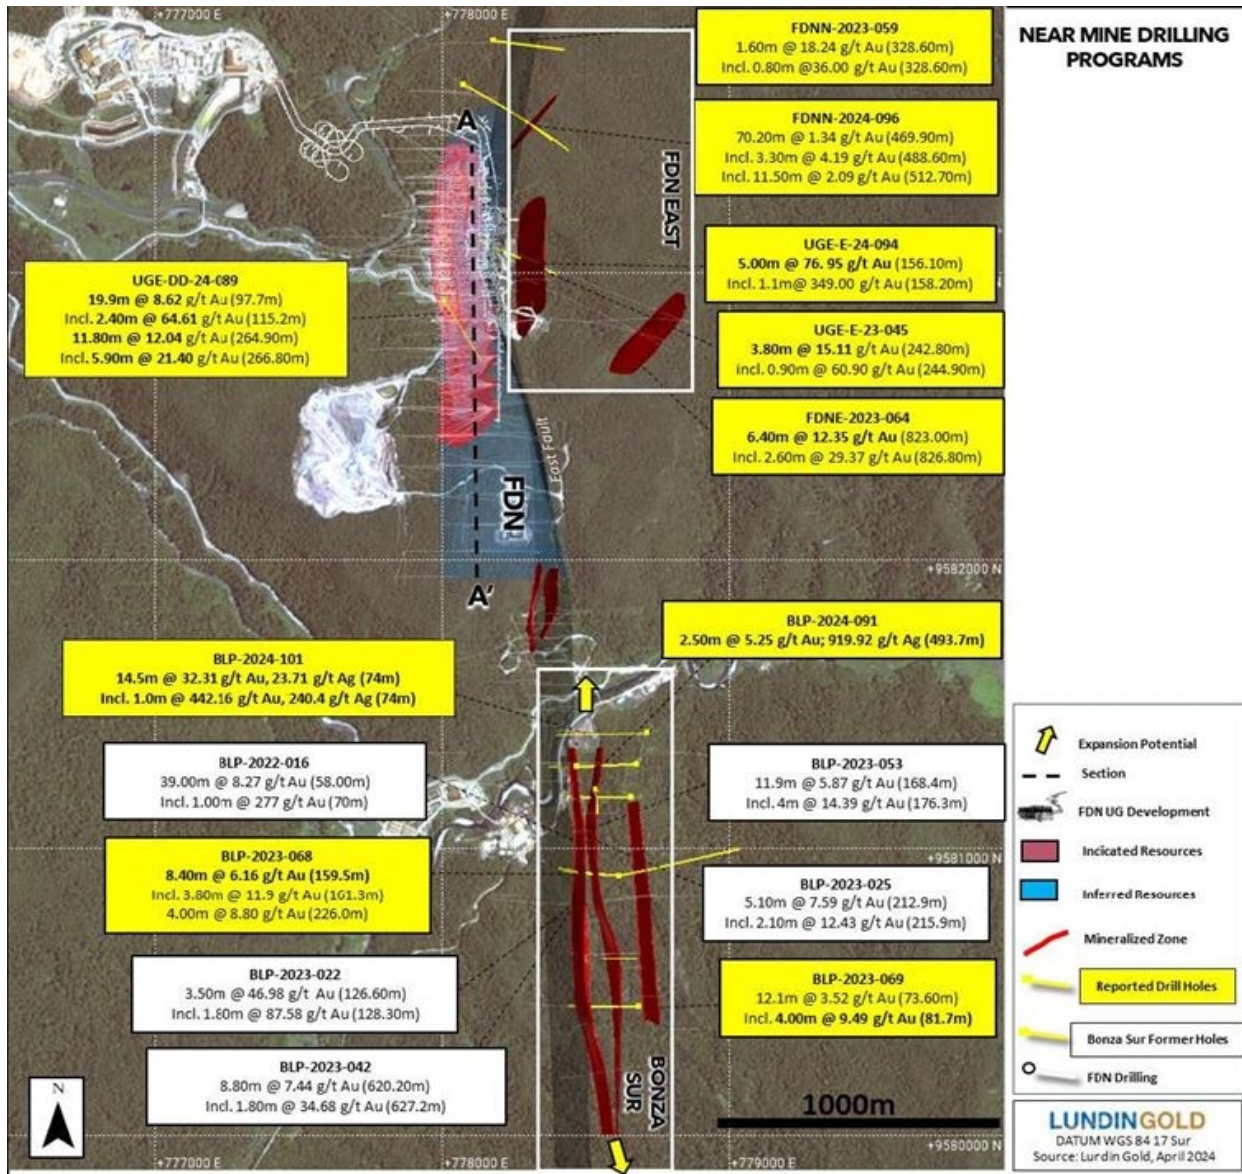 +777000 E
+778000 E
NEAR MINE DRILLING
PROGRAMS
FDNN-2023-059
1.60m @ 18.24 g/t Au (328.60m)
Incl. 0.80m @36.00 g/t Au (328.60m)
FDNN-2024-096
70.20m @ 1.34 g/t Au (469.90m)
Incl. 3.30m @ 4.19 g/t Au (488.60m)
Incl. 11.50m @ 2.09 g/t Au (512.70m)
A
FDN EAST
UGE-E-24-094
5.00m @ 76. 95 g/t Au (156.10m)
Incl. 1.1m@ 349.00 g/t Au (158.20m)
UGE-DD-24-089
19.9m @ 8.62 g/t Au (97.7m)
Incl. 2.40m @ 64.61 g/t Au (115.2m)
11.80m @ 12.04 g/t Au (264.90m)
Incl. 5.90m @ 21.40 g/t Au (266.80m)
UGE-E-23-045
3.80m @ 15.11 g/t Au (242.80m)
incl. 0.90m @ 60.90 g/t Au (244.90m)
FDNE-2023-064
6.40m @ 12.35 g/t Au (823.00m)
Incl. 2.60m @ 29.37 g/t Au (826.80m)
East Fault
FDN
+9582000 N
A'
BLP-2024-091
2.50m @ 5.25 g/t Au; 919.92 g/t Ag (493.7m)
BLP-2024-101
14.5m @ 32.31 g/t Au, 23.71 g/t Ag (74m)
Incl. 1.0m @ 442.16 g/t Au, 240.4 g/t Ag (74m)
BLP-2022-016
39.00m @ 8.27 g/t Au (58.00m)
Incl. 1.00m @ 277 g/t Au (70m)
BLP-2023-053
11.9m @ 5.87 g/t Au (168.4m)
Incl. 4m @ 14.39 g/t Au (176.3m)
BLP-2023-068
8.40m @ 6.16 g/t Au (159.5m)
Incl. 3.80m @ 11.9 g/t Au (161.3m)
4.00m @ 8.80 g/t Au (226.0m)
+9581000 N
BLP-2023-025
5.10m @ 7.59 g/t Au (212.9m)
Incl. 2.10m @ 12.43 g/t Au (215.9m)
BLP-2023-022
3.50m @ 46.98 g/t Au (126.60m)
Incl. 1.80m @ 87.58 g/t Au (128.30m)
BLP-2023-069
12.1m @ 3.52 g/t Au (73.60m)
Incl. 4.00m @ 9.49 g/t Au (81.7m)
BLP-2023-042
8.80m @ 7.44 g/t Au (620.20m)
Incl. 1.80m @ 34.68 g/t Au (627.2m)
BONZA
SUR
1000m
N
+9580000 N
+777000 E
+778000 E
+779000 E
Expansion Potential
Section
FDN UG Development
Indicated Resources
Inferred Resources
Mineralized Zone
Reported Drill Holes
Bonza Sur Former Holes
FDN Drilling
LUNDINGOLD
DATUM WGS 84 17 Sur
Source: Lundin Gold, April 2024